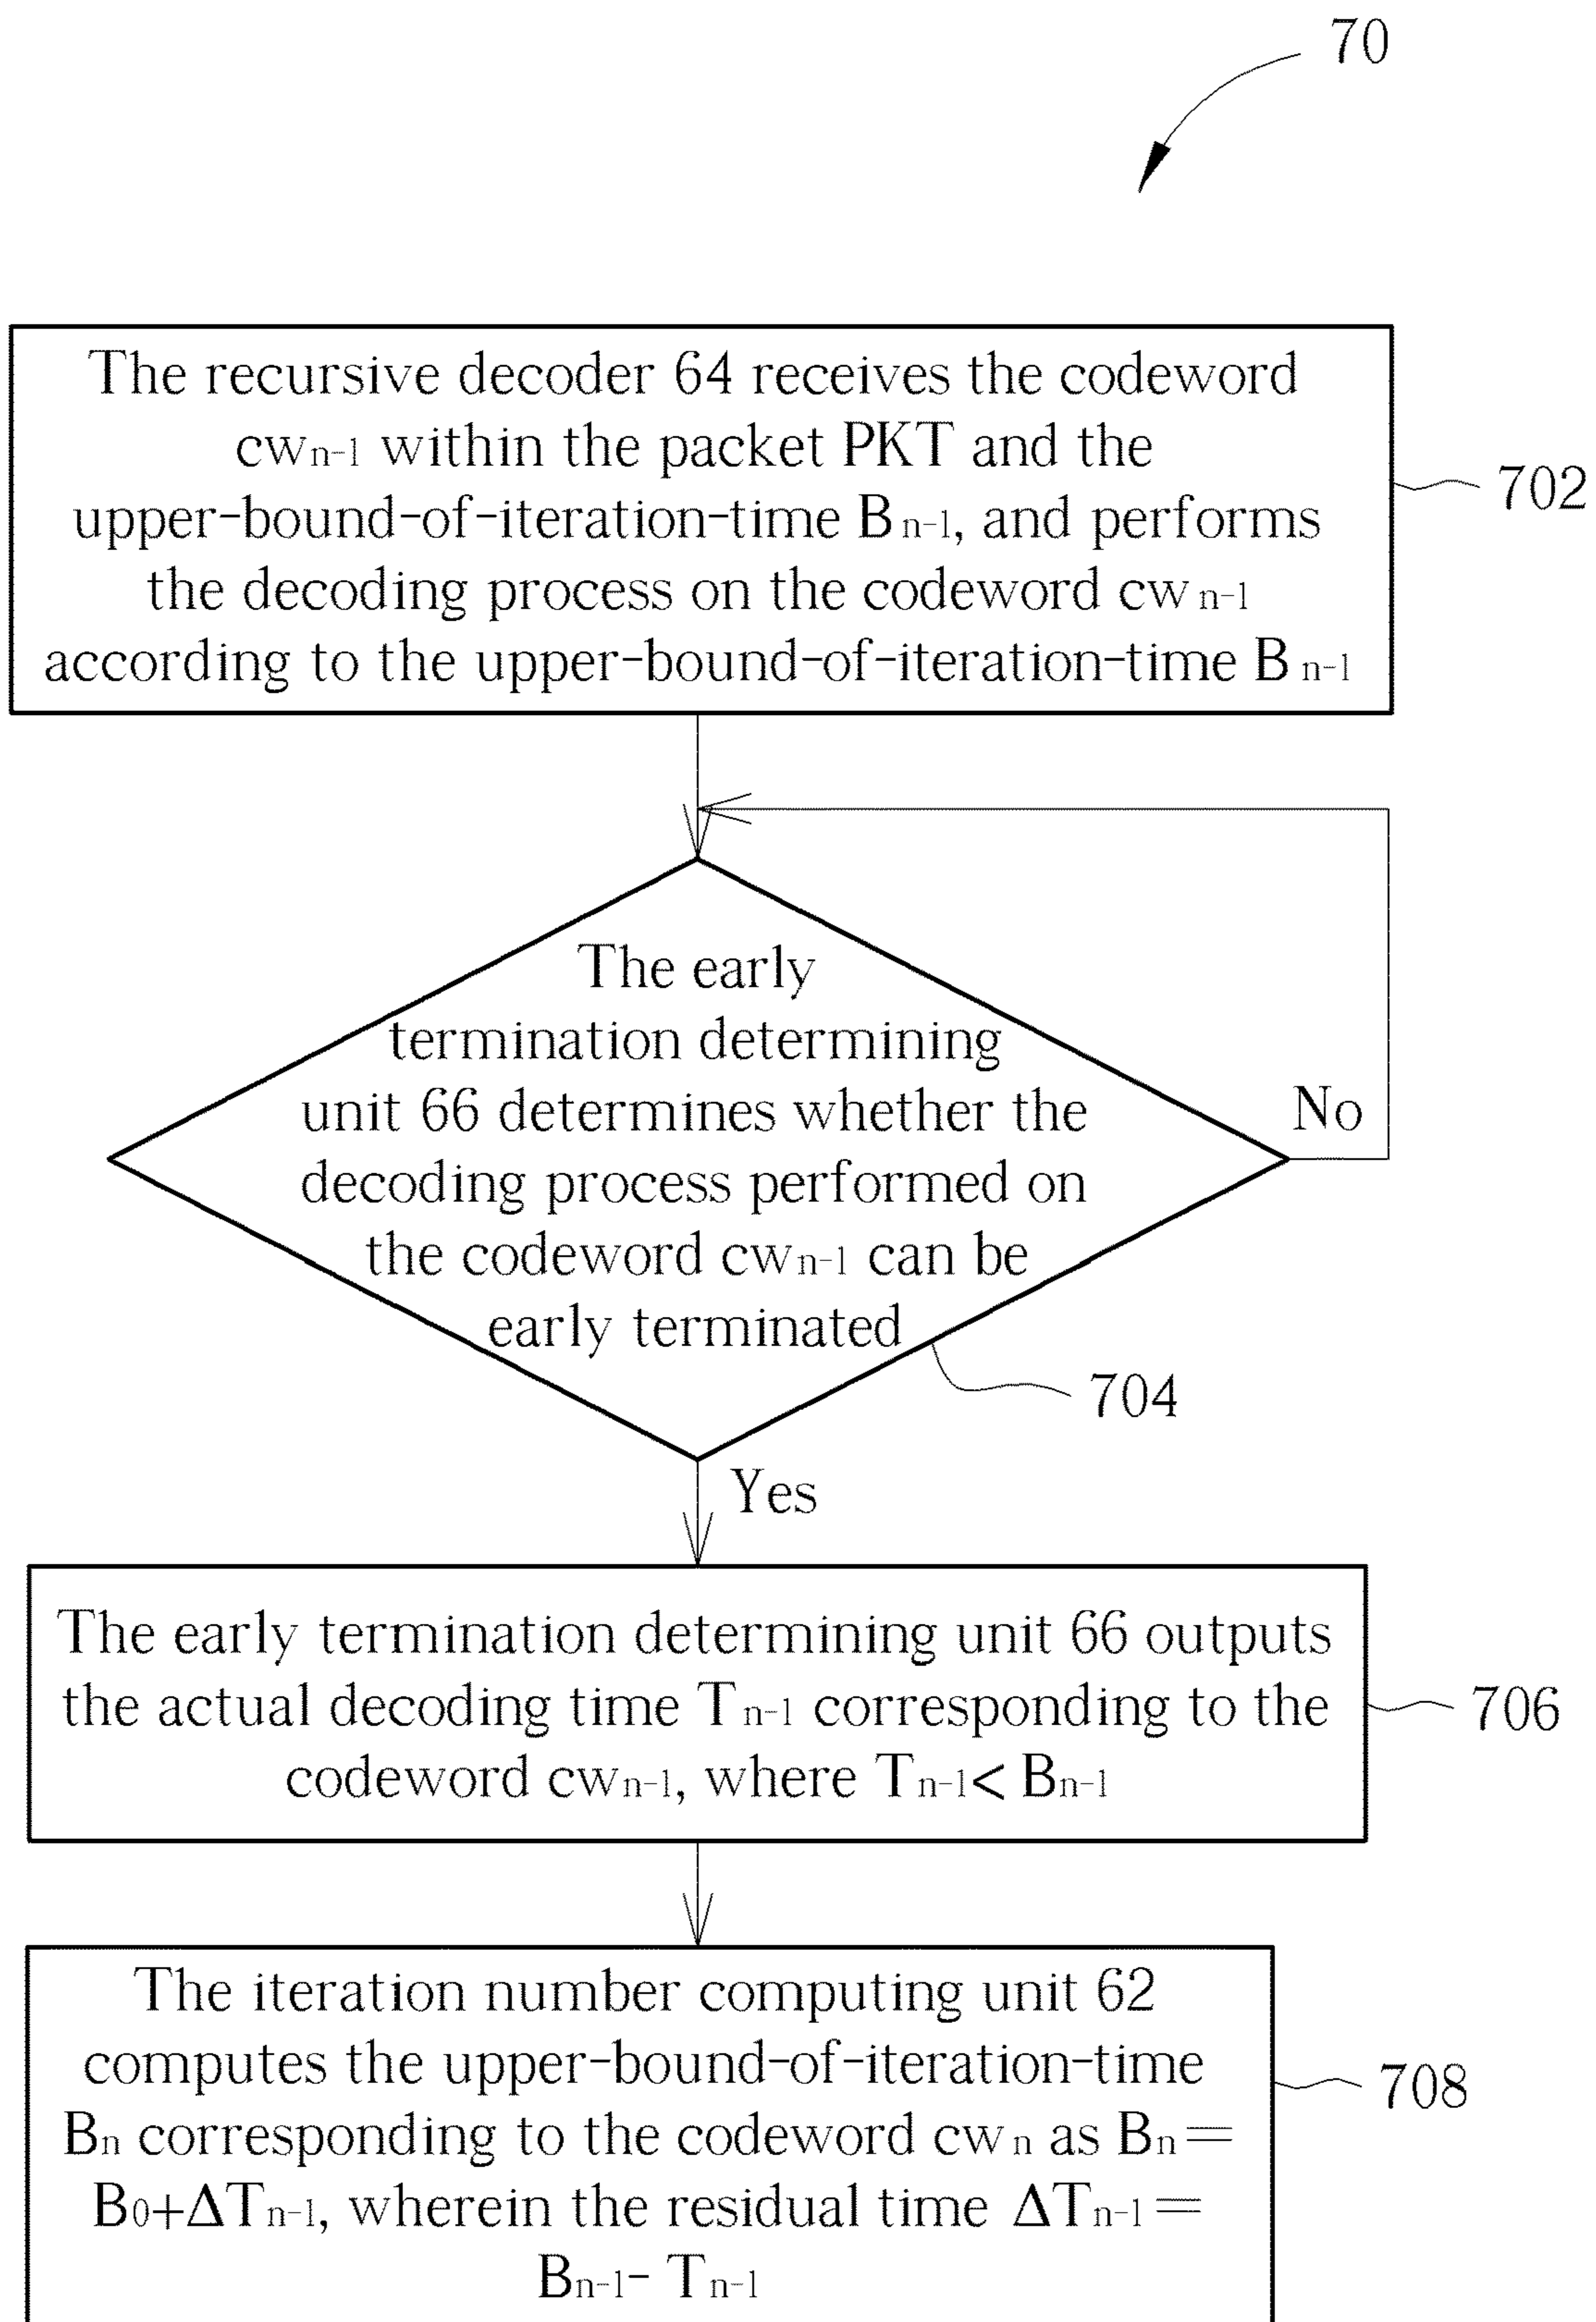 70
The recursive decoder 64 receives the codeword
cwn-1 within the packet PKT and the
upper-bound-of-iteration-time Bn-1, and performs
the decoding process on the codeword cwn-1
according to the upper-bound-of-iteration-time Bn-1
702
The early
termination determining
unit 66 determines whether the
decoding process performed on
the codeword cwn-1 can be
early terminated
No
704
Yes
The early termination determining unit 66 outputs
the actual decoding time Tn-1 corresponding to the
codeword cwn-1, where Tn-1< Bn-1
706
The iteration number computing unit 62
computes the upper-bound-of-iteration-time
Bn corresponding to the codeword cwn as Bn=
B0+ΔTn-1, wherein the residual time ΔTn-1=
Bn-1- Tn-1
708